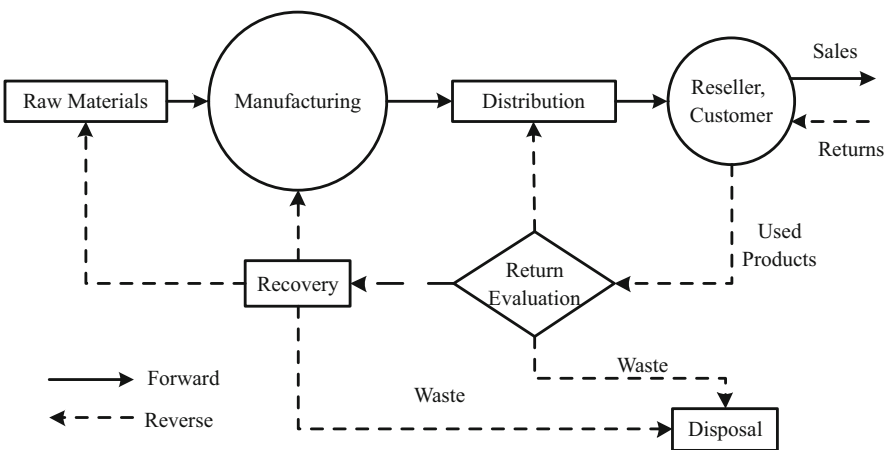 Sales
Raw Materials
Manufacturing
Distribution
Reseller,
Customer
Returns
Used
Products
Recovery
Return
Evaluation
Waste
Forward
Waste
Reverse
Disposal